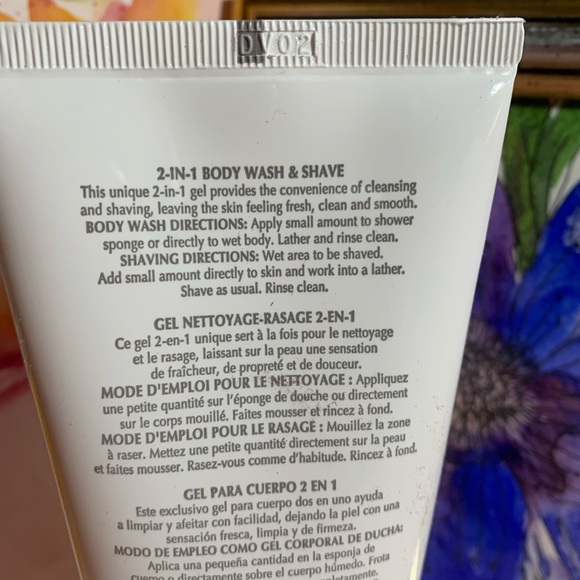 DV02
2-IN-1 BODY WASH & SHAVE
This unique 2-in-1 gel provides the convenience of cleansing
and shaving, leaving the skin feeling fresh, clean and smooth.
BODY WASH DIRECTIONS: Apply small amount to shower
sponge or directly to wet body. Lather and rinse clean.
SHAVING DIRECTIONS: Wet area to be shaved.
Add small amount directly to skin and work into a lather.
Shave as usual. Rinse clean.
GEL NETTOYAGE-RASAGE 2-EN-1
Ce gel 2-en-1 unique sert à la fois pour le nettoyage
et le rasage, laissant sur la peau une sensation
de fraîcheur, de propreté et de douceur.
MODE D'EMPLOI POUR LE NETTOYAGE : Appliquez
une petite quantité sur l'éponge de douche ou directement
sur le corps mouillé. Faites mousser et rincez à fond.
MODE D'EMPLOI POUR LE RASAGE : Mouillez la zone
à raser. Mettez une petite quantité directement sur la peau
et faites mousser. Rasez-vous comme d'habitude. Rincez à fond.
GEL PARA CUERPO 2 EN 1
Este exclusivo gel para cuerpo dos en uno ayuda
a limpiar y afeitar con facilidad, dejando la piel con una
sensación fresca, limpia y de firmeza.
MODO DE EMPLEO COMO GEL CORPORAL DE DUCHA:
Aplica una pequeña cantidad en la esponja de
cuerpo o directamente sobre el cuerpo húmedo. Frota
completamente.